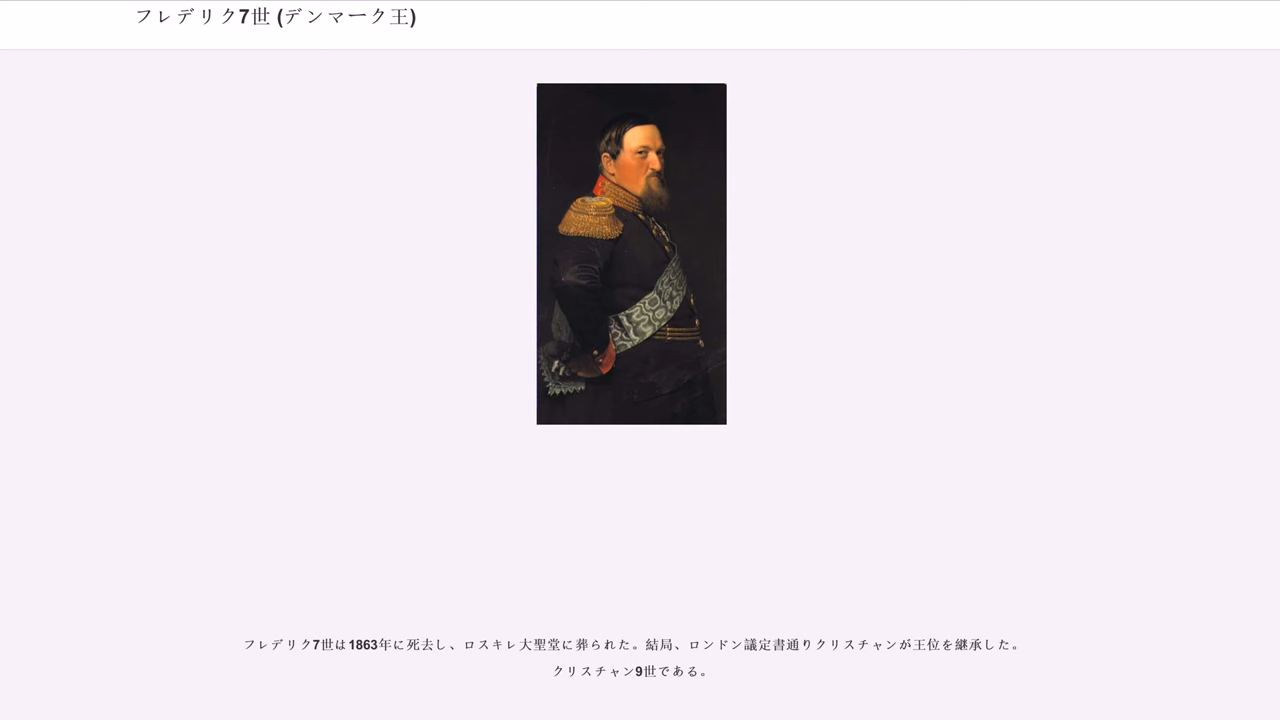 フレデリク7世 (デンマーク王)
フレデリク7世は1863年に死去し、ロスキレ大聖堂に葬られた。結局、ロンドン議定書通りクリスチャンが王位を継承した。
クリスチャン9世である。